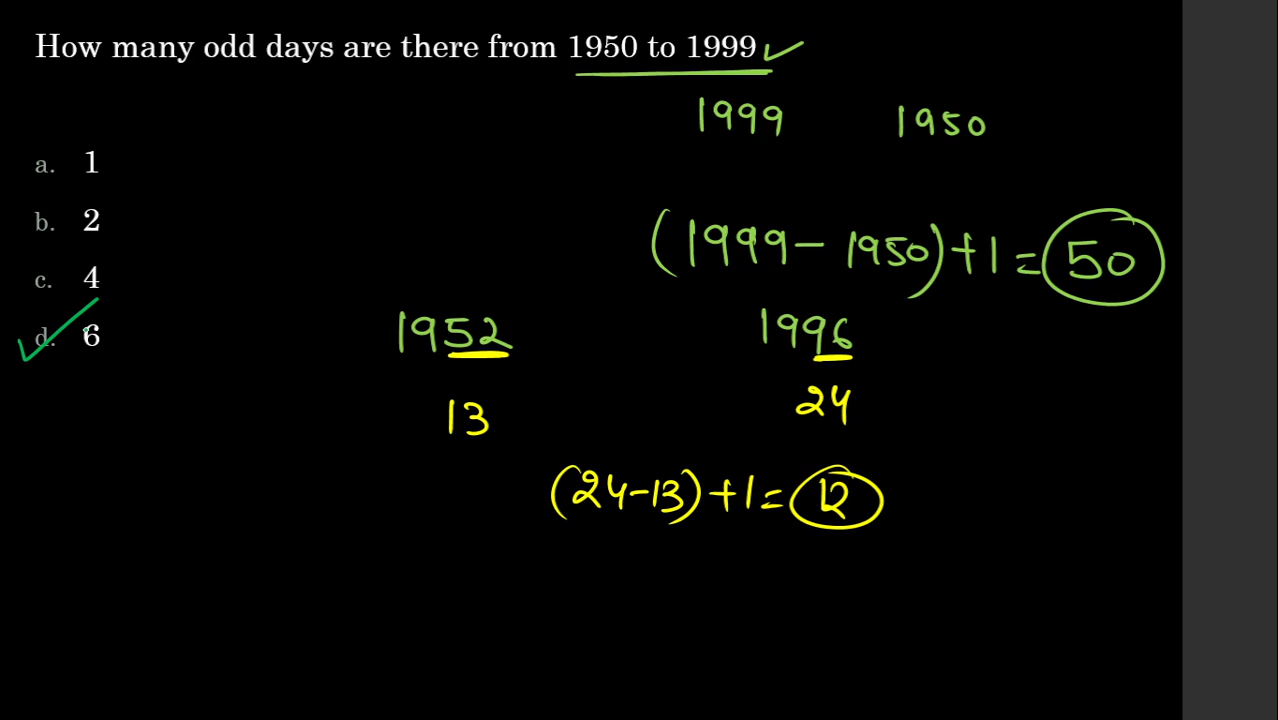 How many odd days are there from 1950 to 1999
1999 1950
a. 1
b. 2
(1999 - 1950) + 1 = 50
c. 4
1952 1996
d. 6
13 24
(24-13) + 1 = 12